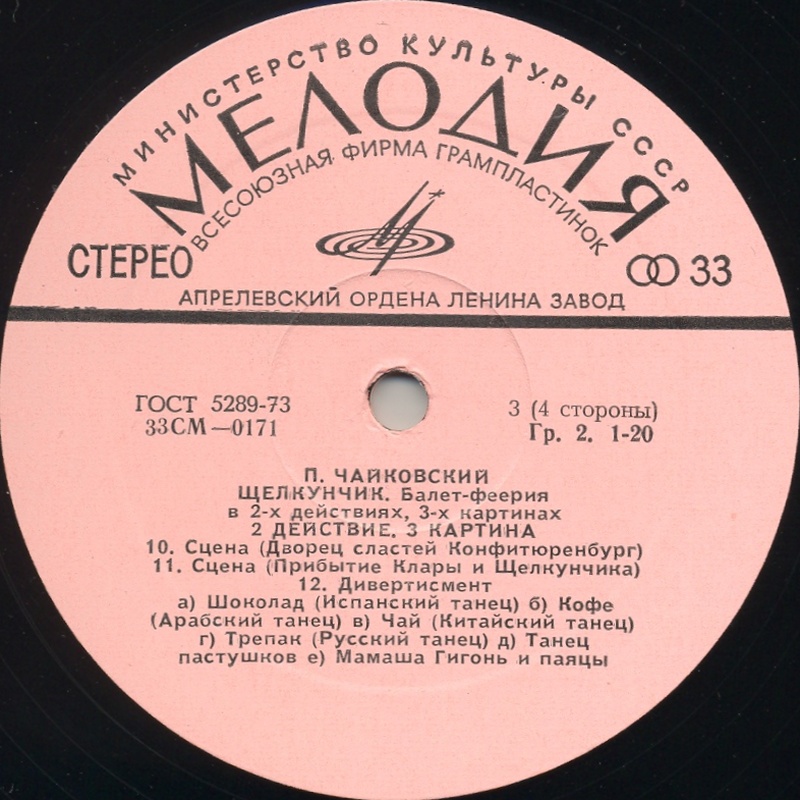 МИНИСТЕРСТВО КУЛЬТУРЫ СССР
МЕЛОДИЯ
ВСЕСОЮЗНАЯ ФИРМА ГРАМПЛАСТИНОК
СТЕРЕО
33
АПРЕЛЕВСКИЙ ОРДЕНА ЛЕНИНА ЗАВОД
ГОСТ 5289-73
33СМ—0171
3 (4 стороны)
Гр. 2. 1-20
П. ЧАЙКОВСКИЙ
ЩЕЛКУНЧИК. Балет-феерия
в 2-х действиях, 3-х картинах
2 ДЕЙСТВИЕ. 3 КАРТИНА
10. Сцена (Дворец сластей Конфитюренбург)
11. Сцена (Прибытие Клары и Щелкунчика)
12. Дивертисмент
а) Шоколад (Испанский танец) б) Кофе
(Арабский танец) в) Чай (Китайский танец)
г) Трепак (Русский танец) д) Танец
пастушков е) Мамаша Гигонь и паяцы